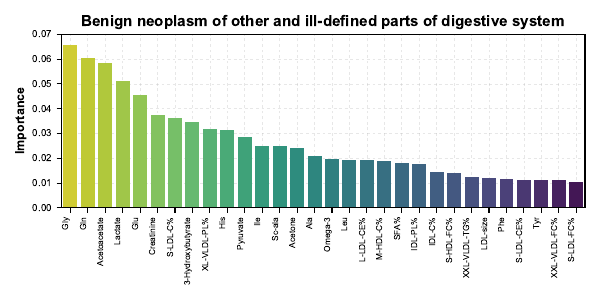 Benign neoplasm of other and ill-defined parts of digestive system
Importance
0.07
0.06
0.05
0.04
0.03
0.02
0.01
0.00
Gly
Gln
Acetoacetate
Lactate
Glu
Creatinine
S-LDL-C%
3-Hydroxybutyrate
XL-VLDL-PL%
His
Pyruvate
Ile
Sc-ala
Acetone
Ala
Omega-3
Leu
L-LDL-CE%
M-HDL-C%
SFA%
IDL-PL%
IDL-C%
S-HDL-FC%
XXL-VLDL-TG%
LDL-size
Phe
S-LDL-CE%
Tyr
XXL-VLDL-FC%
S-LDL-FC%